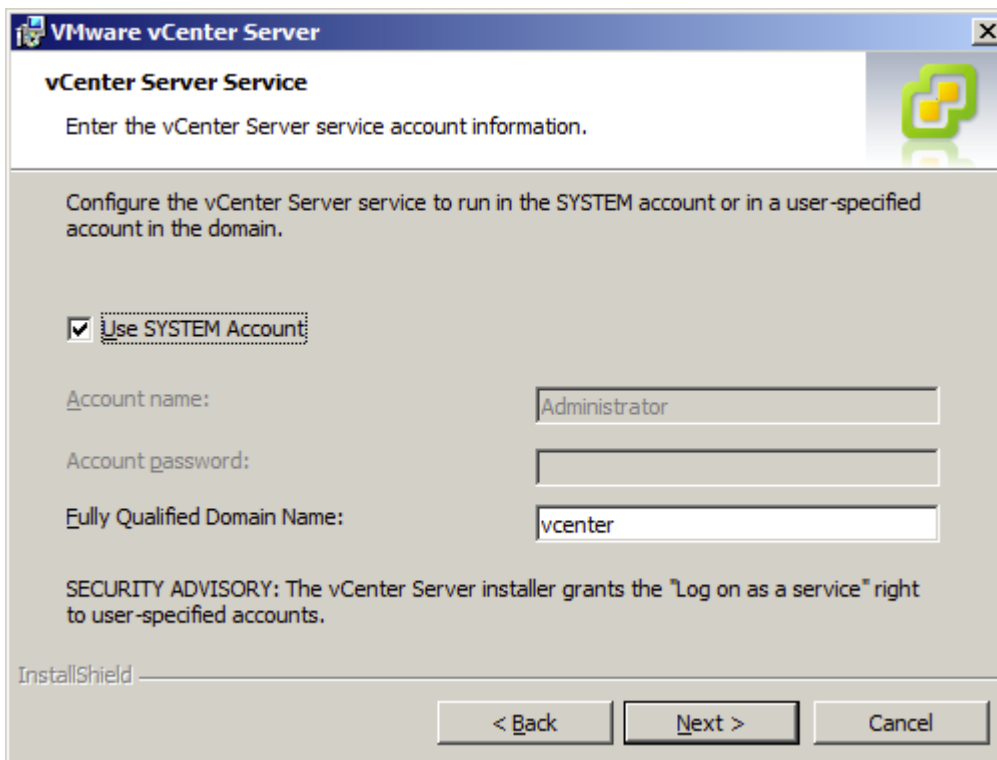 VMware vCenter Server
vCenter Server Service
Enter the vCenter Server service account information.
Configure the vCenter Server service to run in the SYSTEM account or in a user-specified
account in the domain.
Use SYSTEM Account
Account name:
Administrator
Account password:
Fully Qualified Domain Name:
vcenter
SECURITY ADVISORY: The vCenter Server installer grants the "Log on as a service" right
to user-specified accounts.
InstallShield
< Back
Next >
Cancel